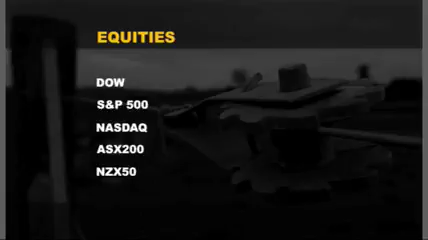 EQUITIES
DOW
S&P 500
NASDAQ
ASX200
NZX50